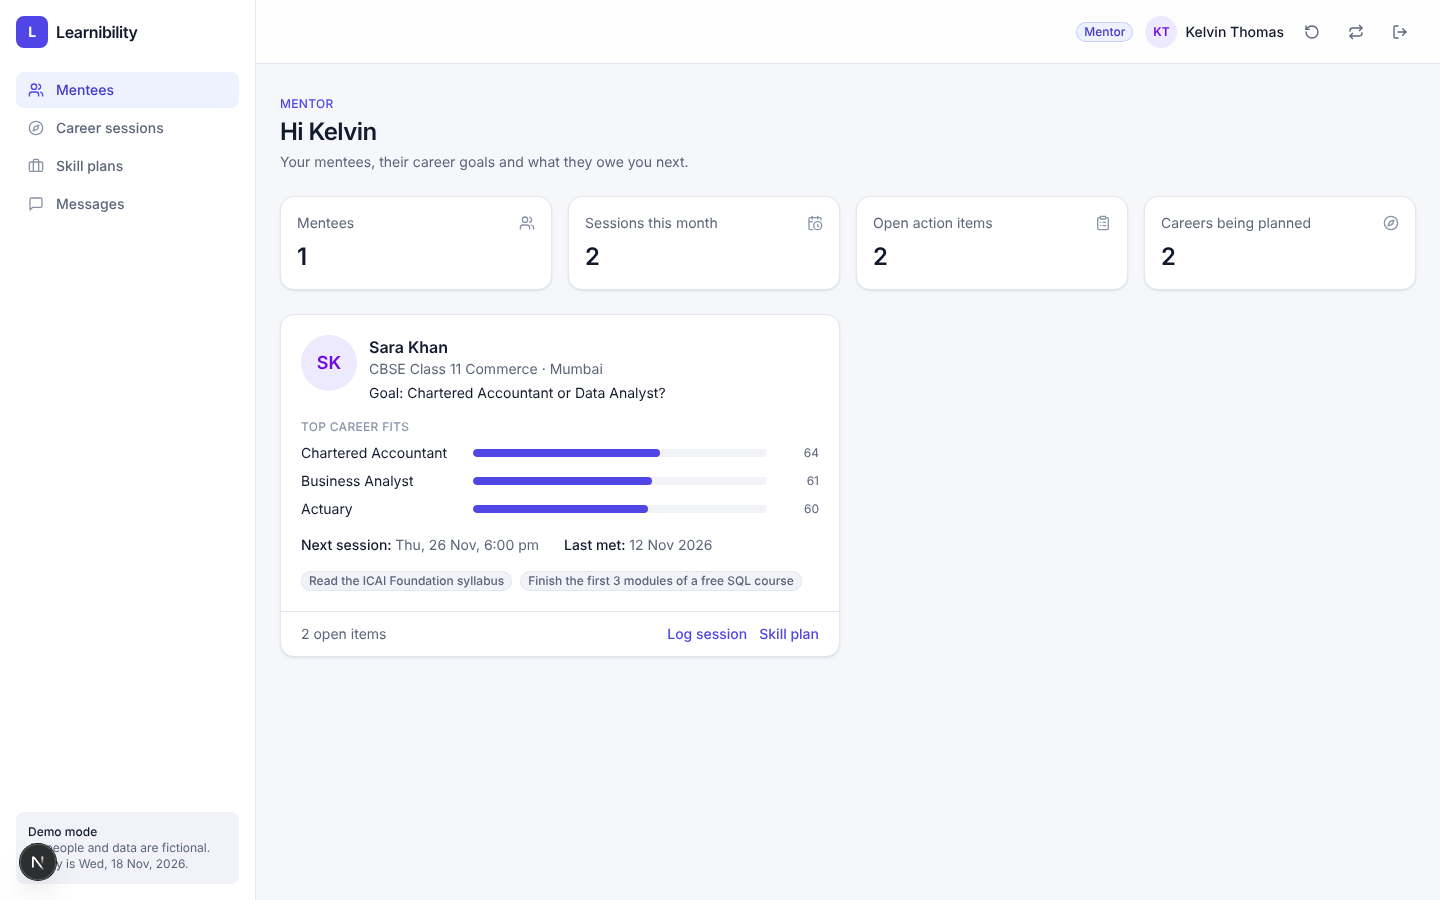 L Learnibility
Mentees
Career sessions
Skill plans
Messages
Mentor KT Kelvin Thomas
MENTOR
Hi Kelvin
Your mentees, their career goals and what they owe you next.
Mentees
1
Sessions this month
2
Open action items
2
Careers being planned
2
SK
Sara Khan
CBSE Class 11 Commerce · Mumbai
Goal: Chartered Accountant or Data Analyst?
TOP CAREER FITS
Chartered Accountant 64
Business Analyst 61
Actuary 60
Next session: Thu, 26 Nov, 6:00 pm Last met: 12 Nov 2026
Read the ICAI Foundation syllabus Finish the first 3 modules of a free SQL course
2 open items Log session Skill plan
Demo mode
people and data are fictional.
is Wed, 18 Nov, 2026.
N